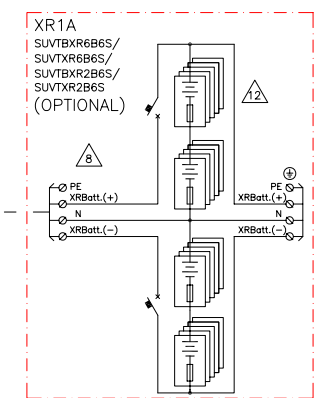 XR1A
SUVTBXR6B6S/
SUVTXR6B6S/
SUVTBXR2B6S/
SUVTXR2B6S
(OPTIONAL)
12
8
PE
PE
XRBatt.(+)
XRBatt.(+)
N
N
XRBatt.(−)
XRBatt.(−)